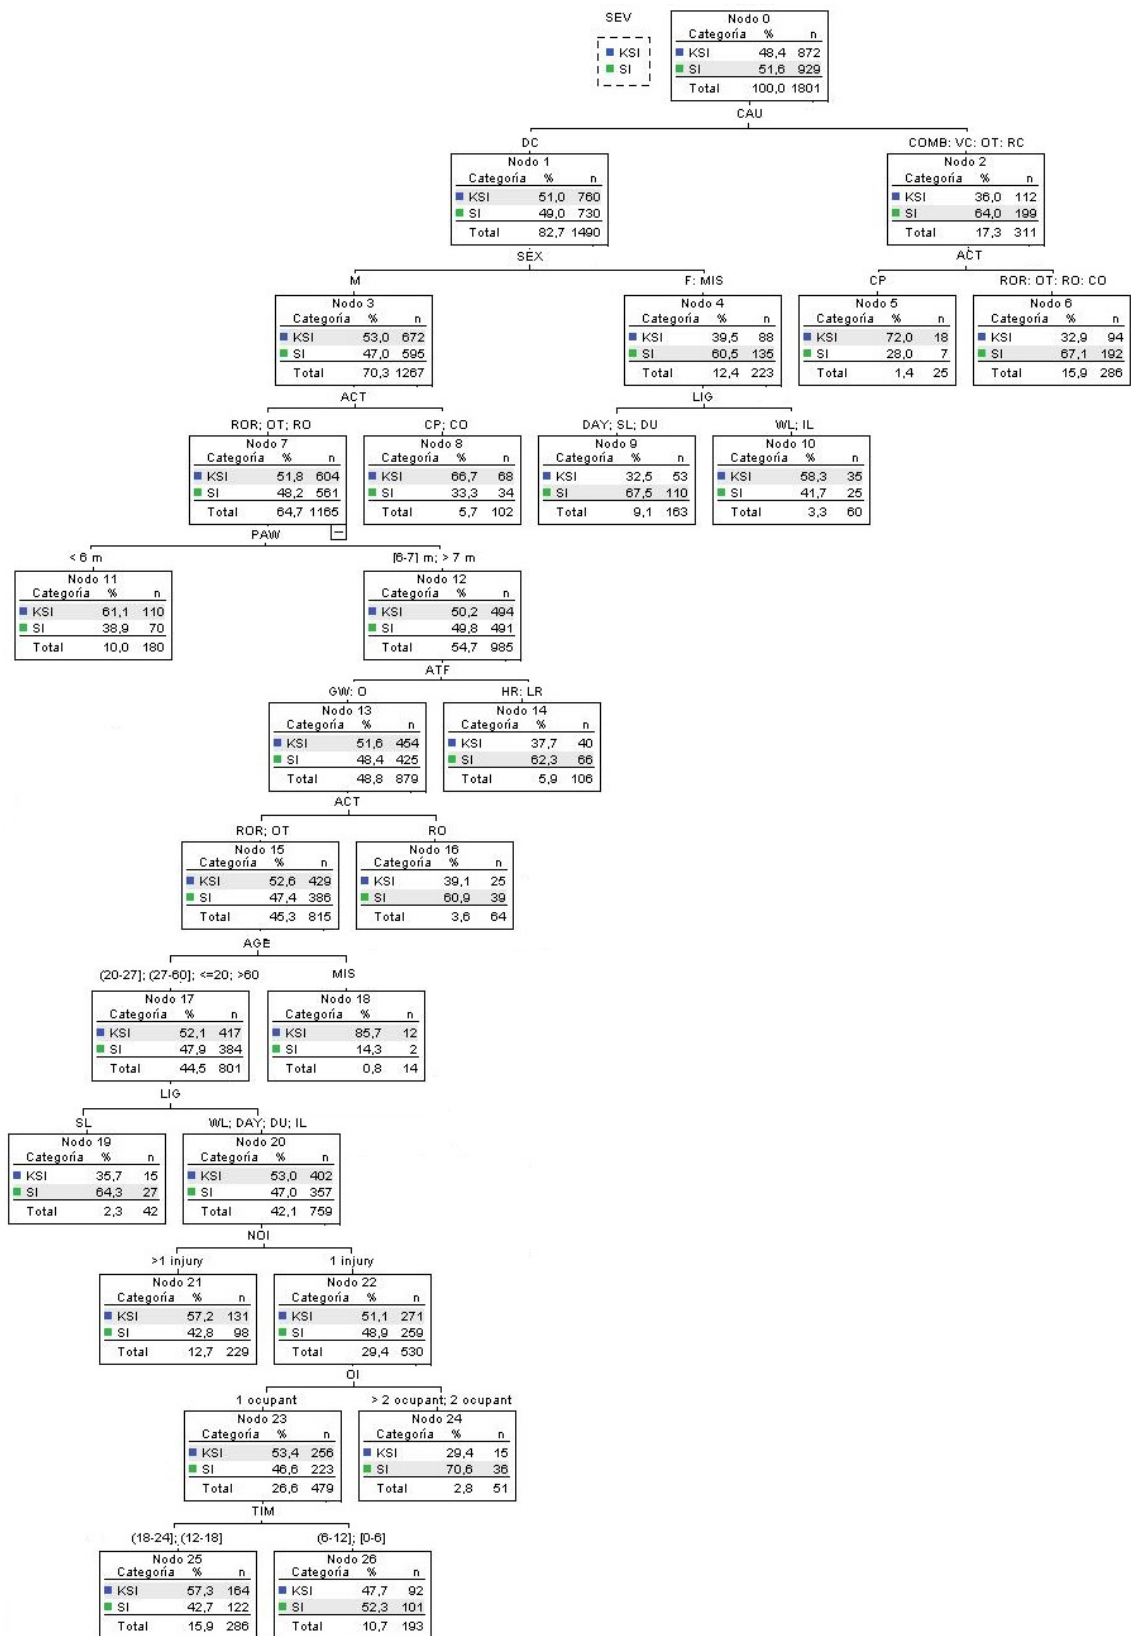 SEV
KSI
SI
Nodo 0
Categoría % n
KSI 48,4 872
SI 51,6 929
Total 100,0 1801
CAU
DC
COMB: VC: OT: RC
Nodo 1
Categoría % n
KSI 51,0 760
SI 49,0 730
Total 82,7 1490
Nodo 2
Categoría % n
KSI 36,0 112
SI 64,0 199
Total 17,3 311
SEX
ACT
M
F: MIS
CP
ROR: OT: RO: CO
Nodo 3
Categoría % n
KSI 53,0 672
SI 47,0 595
Total 70,3 1267
Nodo 4
Categoría % n
KSI 39,5 88
SI 60,5 135
Total 12,4 223
Nodo 5
Categoría % n
KSI 72,0 18
SI 28,0 7
Total 1,4 25
Nodo 6
Categoría % n
KSI 32,9 94
SI 67,1 192
Total 15,9 286
ACT
LIG
ROR; OT; RO
CP; CO
DAY; SL; DU
WL; IL
Nodo 7
Categoría % n
KSI 51,8 604
SI 48,2 561
Total 64,7 1165
Nodo 8
Categoría % n
KSI 66,7 68
SI 33,3 34
Total 5,7 102
Nodo 9
Categoría % n
KSI 32,5 53
SI 67,5 110
Total 9,1 163
Nodo 10
Categoría % n
KSI 58,3 35
SI 41,7 25
Total 3,3 60
PAW
< 6 m
[6-7] m; > 7 m
Nodo 11
Categoría % n
KSI 61,1 110
SI 38,9 70
Total 10,0 180
Nodo 12
Categoría % n
KSI 50,2 494
SI 49,8 491
Total 54,7 985
ATF
GW: O
HR: LR
Nodo 13
Categoría % n
KSI 51,6 454
SI 48,4 425
Total 48,8 879
Nodo 14
Categoría % n
KSI 37,7 40
SI 62,3 66
Total 5,9 106
ACT
ROR; OT
RO
Nodo 15
Categoría % n
KSI 52,6 429
SI 47,4 386
Total 45,3 815
Nodo 16
Categoría % n
KSI 39,1 25
SI 60,9 39
Total 3,6 64
AGE
(20-27]; (27-60]; <=20; >60
MIS
Nodo 17
Categoría % n
KSI 52,1 417
SI 47,9 384
Total 44,5 801
Nodo 18
Categoría % n
KSI 85,7 12
SI 14,3 2
Total 0,8 14
LIG
SL
WL; DAY; DU; IL
Nodo 19
Categoría % n
KSI 35,7 15
SI 64,3 27
Total 2,3 42
Nodo 20
Categoría % n
KSI 53,0 402
SI 47,0 357
Total 42,1 759
NOI
>1 injury
1 injury
Nodo 21
Categoría % n
KSI 57,2 131
SI 42,8 98
Total 12,7 229
Nodo 22
Categoría % n
KSI 51,1 271
SI 48,9 259
Total 29,4 530
OI
1 ocupant
> 2 ocupant; 2 ocupant
Nodo 23
Categoría % n
KSI 53,4 256
SI 46,6 223
Total 26,6 479
Nodo 24
Categoría % n
KSI 29,4 15
SI 70,6 36
Total 2,8 51
TIM
(18-24]; (12-18]
(6-12]; [0-6]
Nodo 25
Categoría % n
KSI 57,3 164
SI 42,7 122
Total 15,9 286
Nodo 26
Categoría % n
KSI 47,7 92
SI 52,3 101
Total 10,7 193